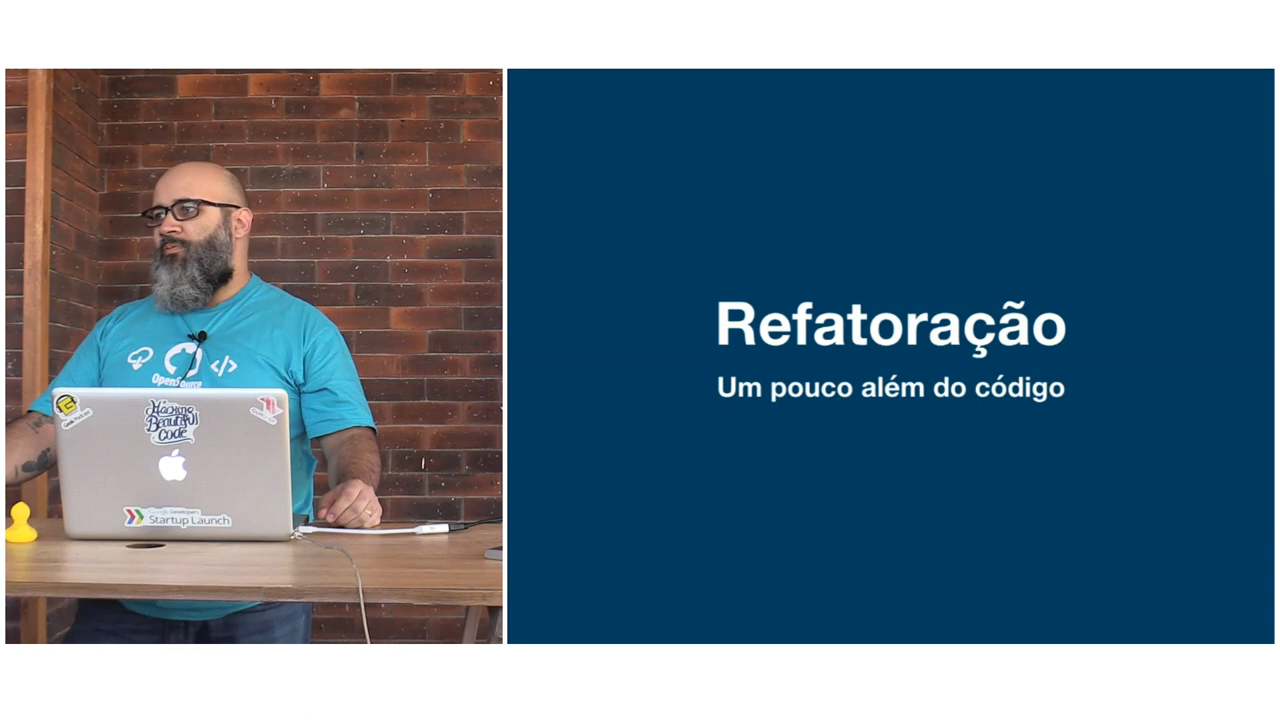 OpenSource
Hacking
Beautiful
Code
Google Developers
Startup Launch
Refatoração
Um pouco além do código